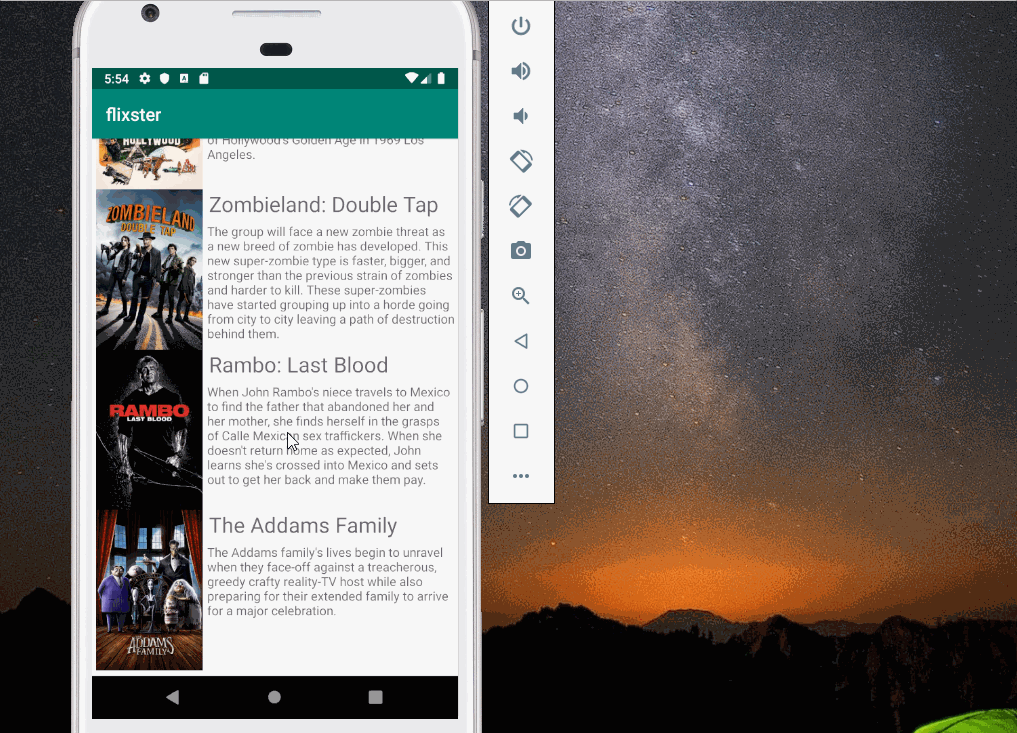 5:54
flixster
HOLLYWOOD
of Hollywood's Golden Age in 1969 Los
Angeles.
ZOMBIELAND
DOUBLE TAP
Zombieland: Double Tap
The group will face a new zombie threat as
a new breed of zombie has developed. This
new super-zombie type is faster, bigger, and
stronger than the previous strain of zombies
and harder to kill. These super-zombies
have started grouping up into a horde going
from city to city leaving a path of destruction
behind them.
RAMBO
LAST BLOOD
Rambo: Last Blood
When John Rambo's niece travels to Mexico
to find the father that abandoned her and
her mother, she finds herself in the grasps
of Calle Mexican sex traffickers. When she
doesn't return home as expected, John
learns she's crossed into Mexico and sets
out to get her back and make them pay.
THE
ADDAMS
FAMILY
The Addams Family
The Addams family's lives begin to unravel
when they face-off against a treacherous,
greedy crafty reality-TV host while also
preparing for their extended family to arrive
for a major celebration.